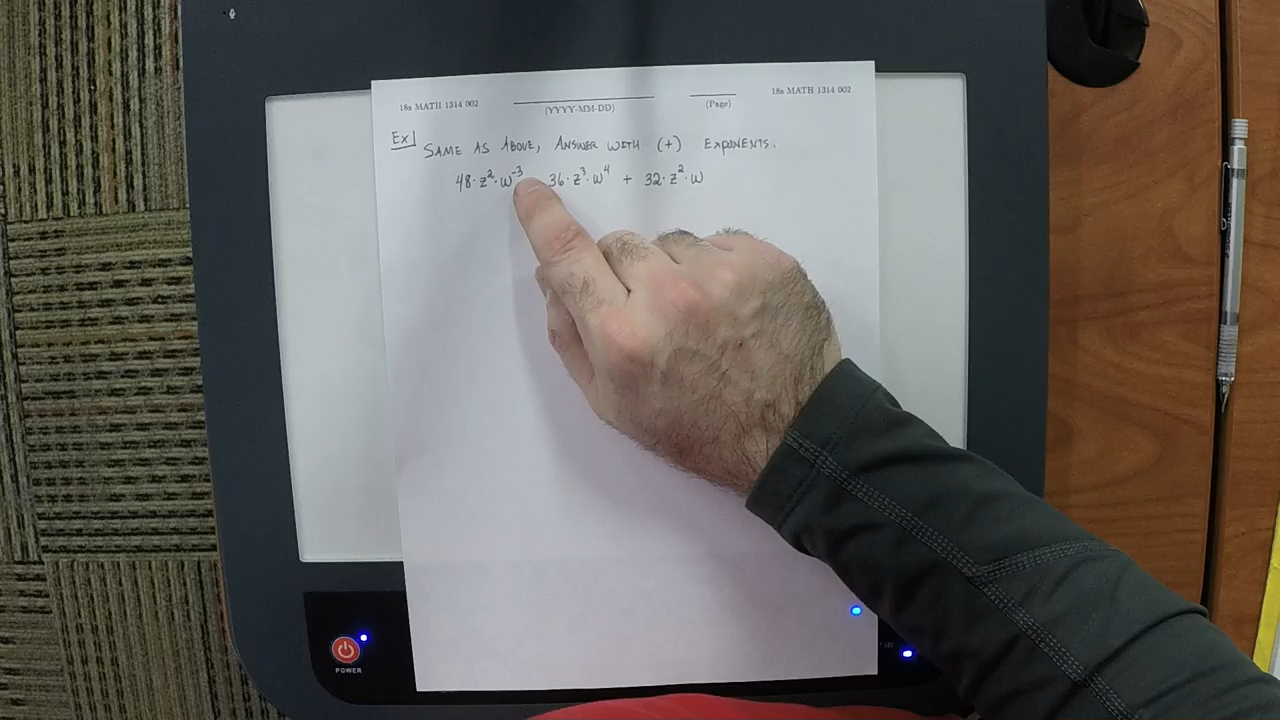 18s MATH 1314 002
(YYYY-MM-DD)
(Page)
18s MATH 1314 002
Ex| SAME AS ABOVE, ANSWER WITH (+) EXPONENTS.
48·z²·w⁻³ 36·z³·w⁴ + 32·z²·w
POWER